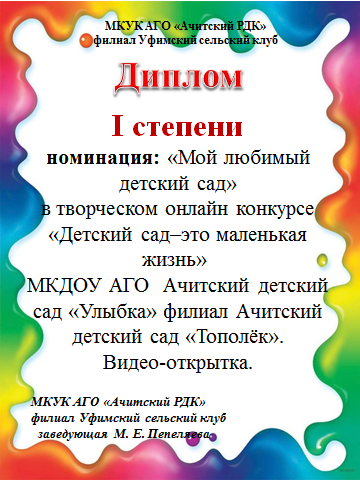 МКУК АГО «Ачитский РДК»
филиал Уфимский сельский клуб
Диплом
I степени
номинация: «Мой любимый
детский сад»
в творческом онлайн конкурсе
«Детский сад–это маленькая
жизнь»
МКДОУ АГО Ачитский детский
сад «Улыбка» филиал Ачитский
детский сад «Тополёк».
Видео-открытка.
МКУК АГО «Ачитский РДК»
филиал Уфимский сельский клуб
заведующая М. Е. Пепеляева.